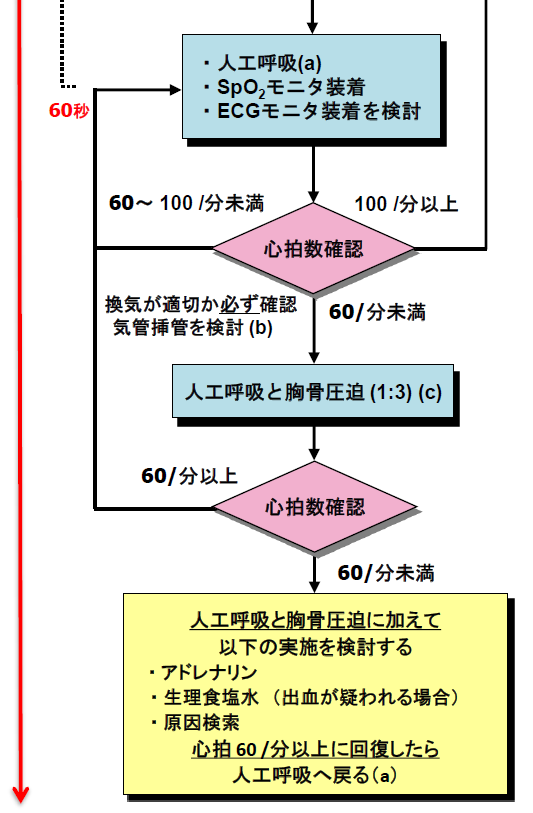 ・人工呼吸(a)
・SpO₂モニタ装着
・ECGモニタ装着を検討
60秒
60～ 100 /分未満
100 /分以上
心拍数確認
換気が適切か必ず確認
気管挿管を検討 (b)
60/分未満
人工呼吸と胸骨圧迫 (1:3) (c)
60/分以上
心拍数確認
60/分未満
人工呼吸と胸骨圧迫に加えて
以下の実施を検討する
・アドレナリン
・生理食塩水 （出血が疑われる場合）
・原因検索
心拍 60 /分以上に回復したら
人工呼吸へ戻る（a）